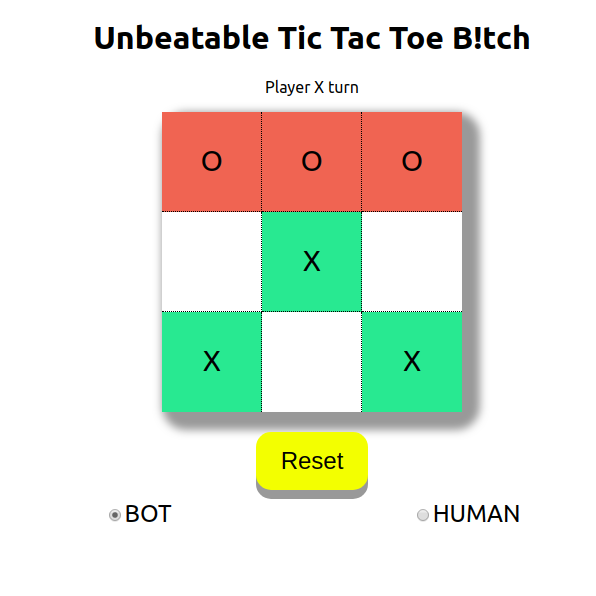 Unbeatable Tic Tac Toe B!tch
Player X turn
O O O
X
X X
Reset
BOT HUMAN